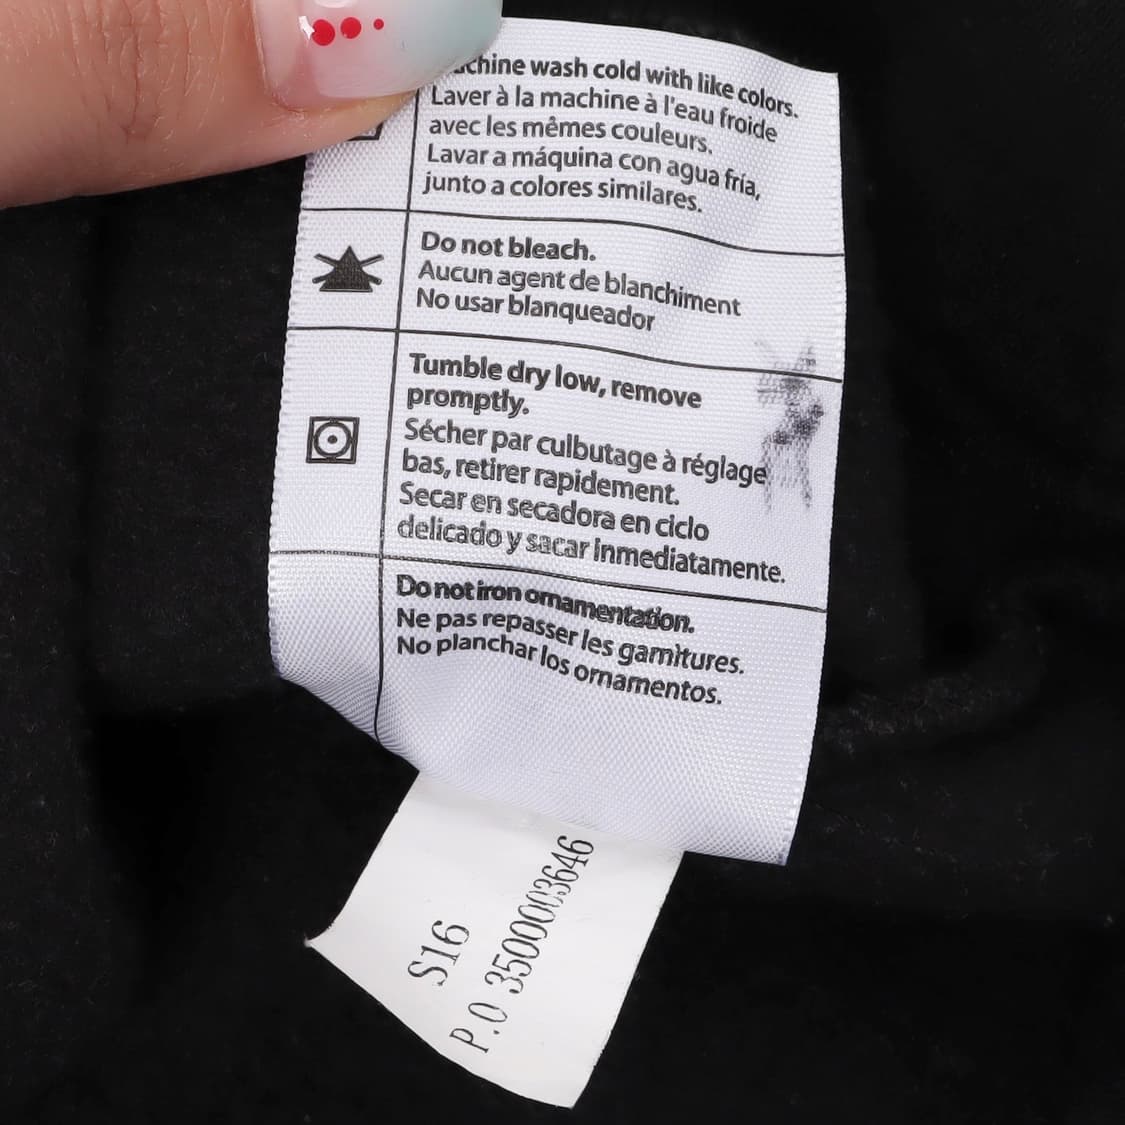 wash cold with like colors.
Laver à la machine à l'eau froide
avec les mêmes couleurs.
Lavar a máquina con agua fría,
junto a colores similares.
Do not bleach.
Aucun agent de blanchiment
No usar blanqueador
Tumble dry low, remove
promptly.
Sécher par culbutage à réglage
bas, retirer rapidement.
Secar en secadora en ciclo
delicado y sacar inmediatamente.
Do not iron ornamentation.
Ne pas repasser les garnitures.
No planchar los ornamentos.
S16
P.O 3500003646